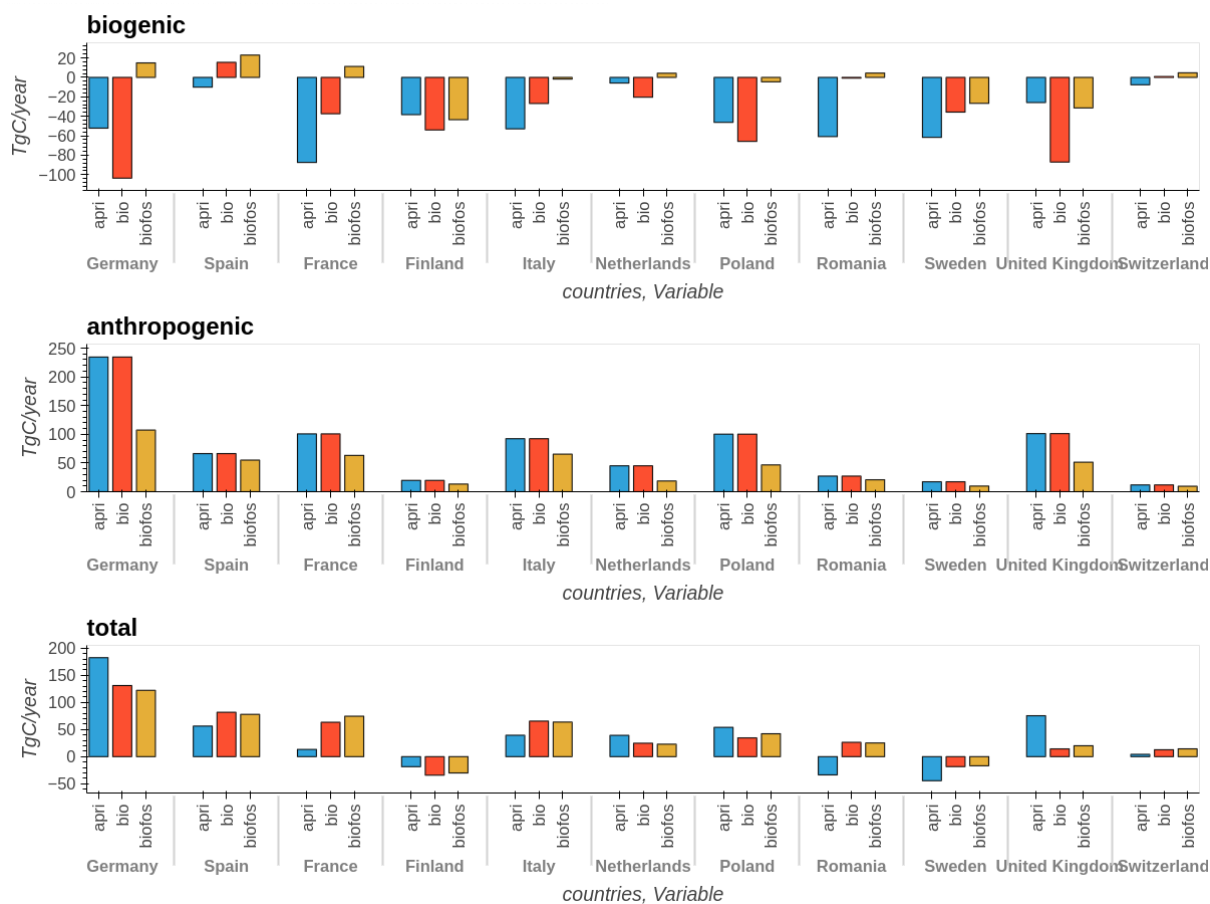 biogenic
TgC/year
20
0
−20
−40
−60
−80
−100
apri bio biofos apri bio biofos apri bio biofos apri bio biofos apri bio biofos apri bio biofos apri bio biofos apri bio biofos apri bio biofos apri bio biofos apri bio biofos
Germany Spain France Finland Italy Netherlands Poland Romania Sweden United Kingdom Switzerland
countries, Variable
anthropogenic
TgC/year
250
200
150
100
50
0
apri bio biofos apri bio biofos apri bio biofos apri bio biofos apri bio biofos apri bio biofos apri bio biofos apri bio biofos apri bio biofos apri bio biofos apri bio biofos
Germany Spain France Finland Italy Netherlands Poland Romania Sweden United Kingdom Switzerland
countries, Variable
total
TgC/year
200
150
100
50
0
−50
apri bio biofos apri bio biofos apri bio biofos apri bio biofos apri bio biofos apri bio biofos apri bio biofos apri bio biofos apri bio biofos apri bio biofos apri bio biofos
Germany Spain France Finland Italy Netherlands Poland Romania Sweden United Kingdom Switzerland
countries, Variable